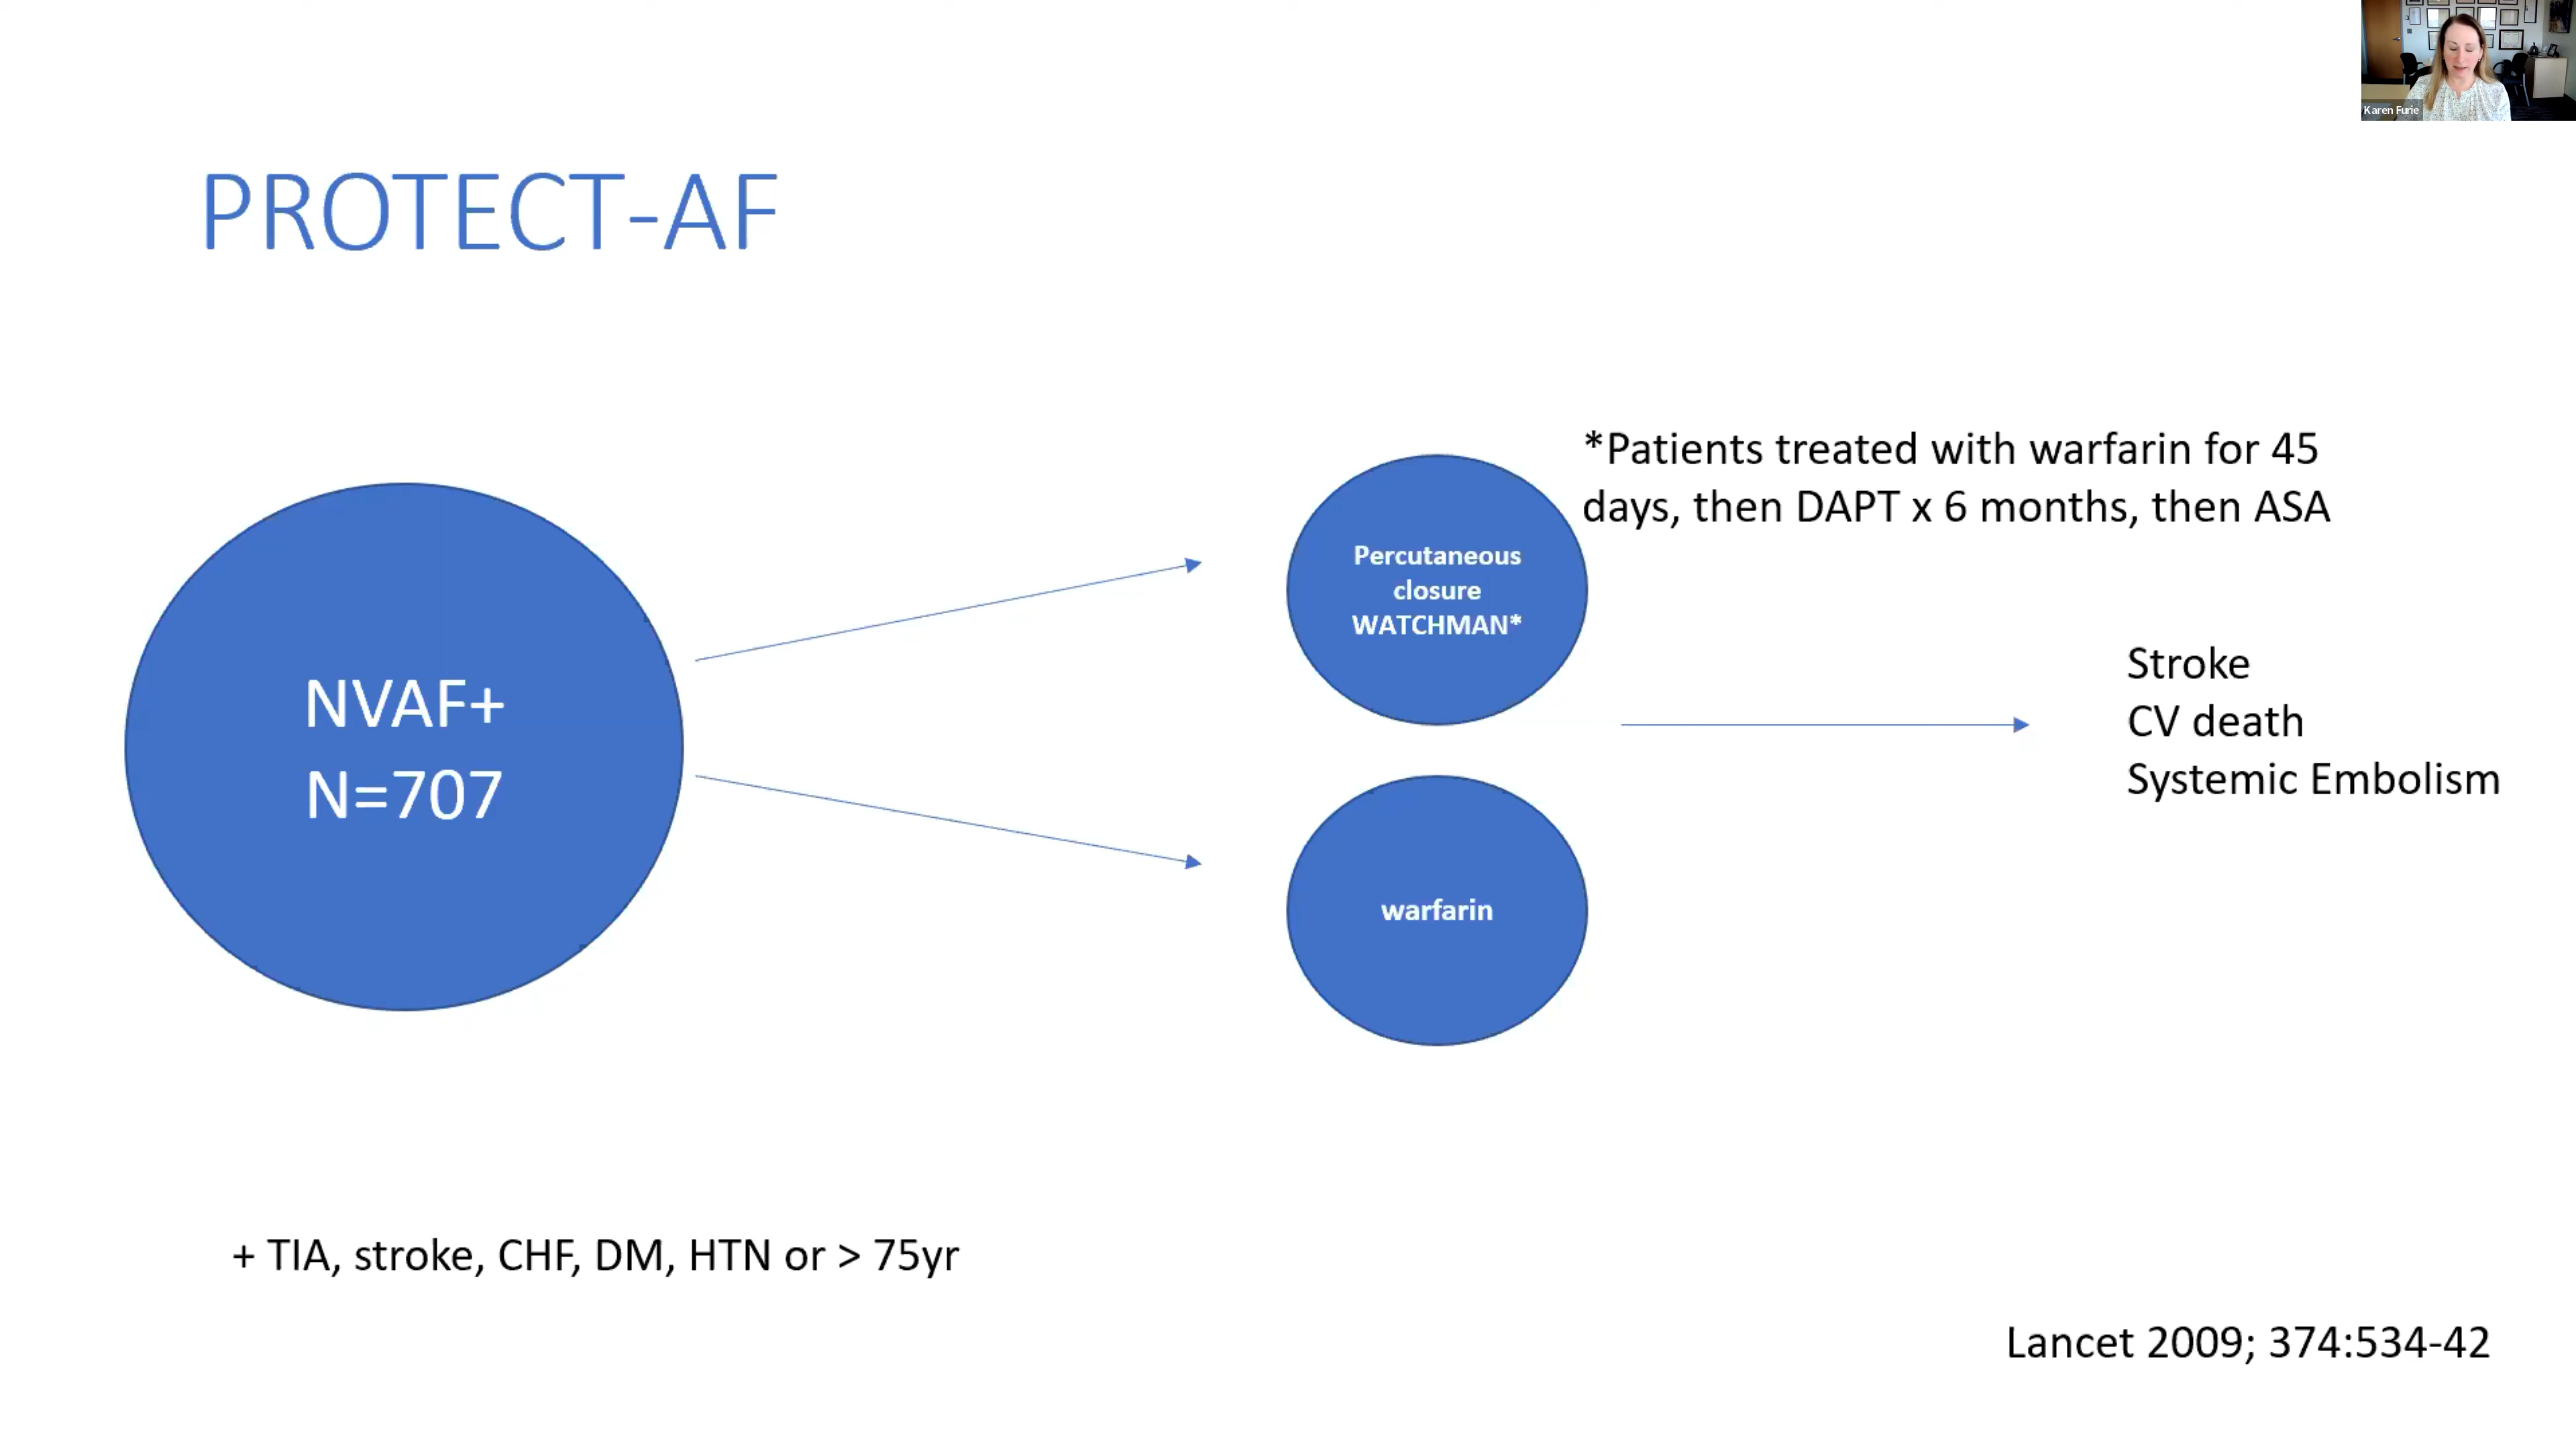 Karen Furie
PROTECT-AF
*Patients treated with warfarin for 45
days, then DAPT x 6 months, then ASA
Percutaneous
closure
WATCHMAN*
NVAF+
N=707
Stroke
CV death
Systemic Embolism
warfarin
+ TIA, stroke, CHF, DM, HTN or > 75yr
Lancet 2009; 374:534-42